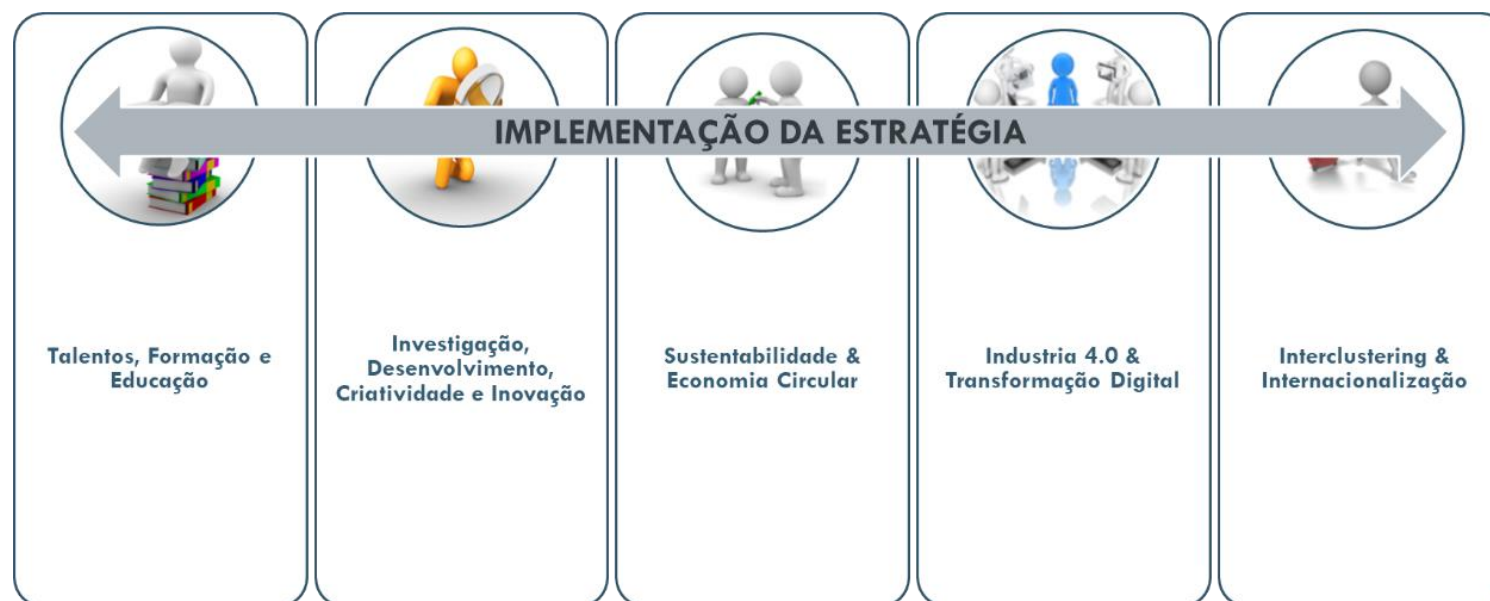 IMPLEMENTAÇÃO DA ESTRATÉGIA
Talentos, Formação e
Educação
Investigação,
Desenvolvimento,
Criatividade e Inovação
Sustentabilidade &
Economia Circular
Industria 4.0 &
Transformação Digital
Interclustering &
Internacionalização